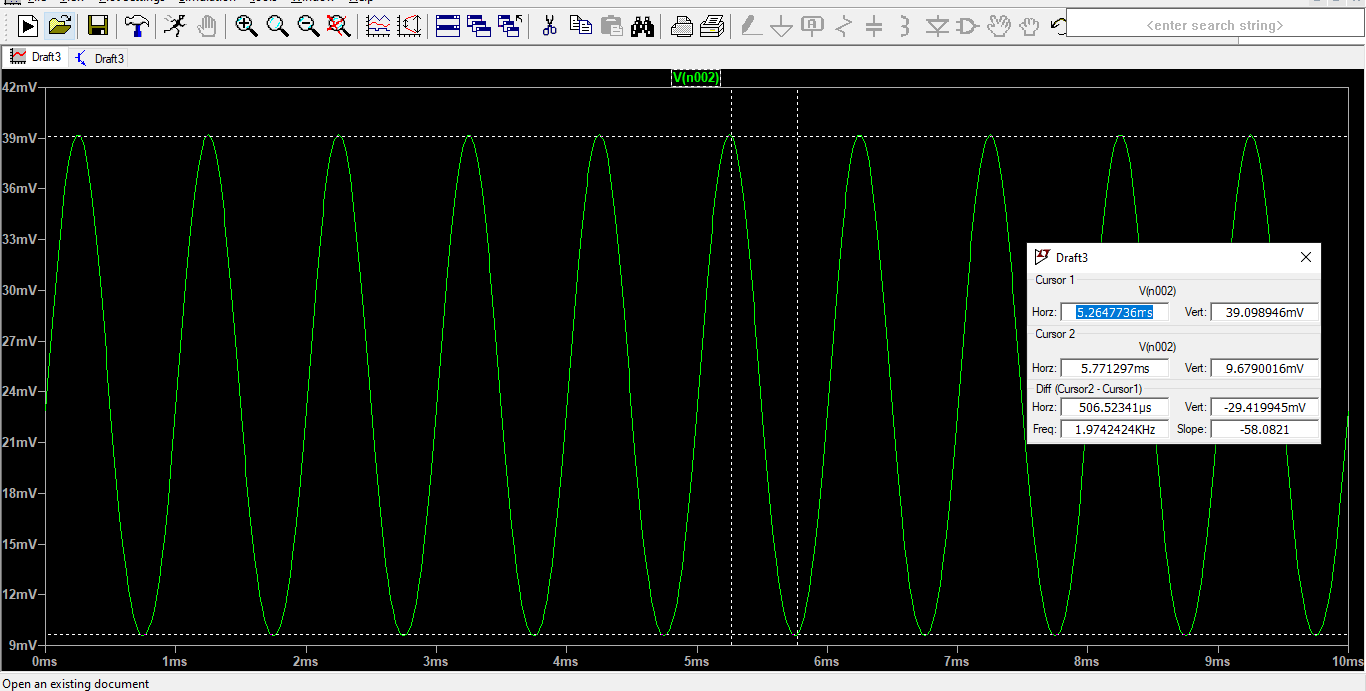 <enter search string>
Draft3
Draft3
V(n002)
42mV
39mV
36mV
33mV
30mV
27mV
24mV
21mV
18mV
15mV
12mV
9mV
0ms 1ms 2ms 3ms 4ms 5ms 6ms 7ms 8ms 9ms 10ms
Draft3
Cursor 1
V(n002)
Horz: 5.2647736ms Vert: 39.098946mV
Cursor 2
V(n002)
Horz: 5.771297ms Vert: 9.6790016mV
Diff (Cursor2 - Cursor1)
Horz: 506.52341µs Vert: -29.419945mV
Freq: 1.9742424KHz Slope: -58.0821
Open an existing document